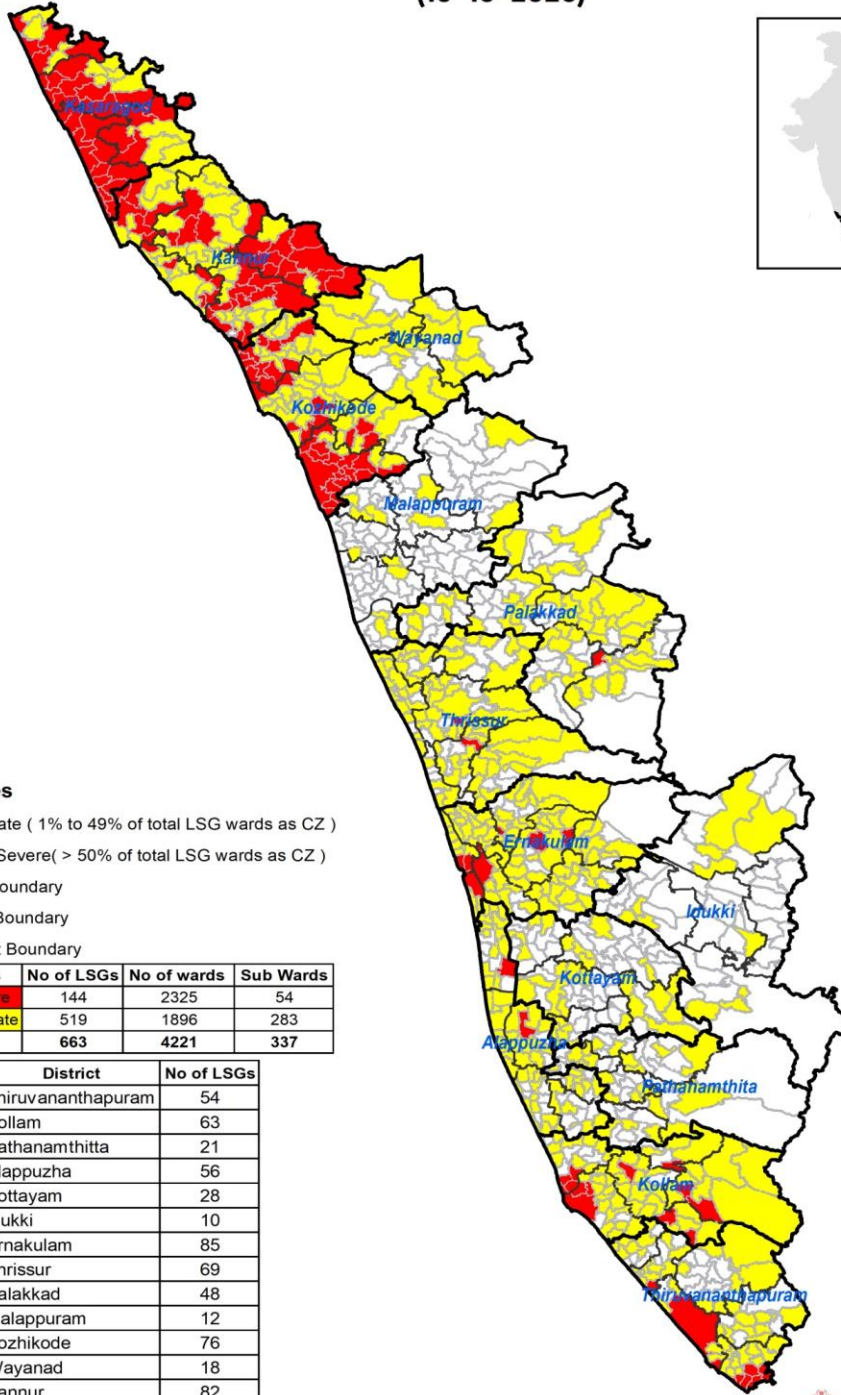 Kasaragod
Kannur
Wayanad
Kozhikode
Malappuram
Palakkad
Thrissur
Ernakulam
Idukki
Kottayam
Alappuzha
Pathanamthita
Kollam
Thiruvananthapuram
ate ( 1% to 49% of total LSG wards as CZ )
Severe( > 50% of total LSG wards as CZ )
oundary
Boundary
t Boundary
No of LSGs No of wards Sub Wards
re 144 2325 54
ate 519 1896 283
663 4221 337
District No of LSGs
hiruvananthapuram 54
ollam 63
athanamthitta 21
lappuzha 56
ottayam 28
ukki 10
rnakulam 85
hrissur 69
alakkad 48
alappuram 12
ozhikode 76
Wayanad 18
annur 82